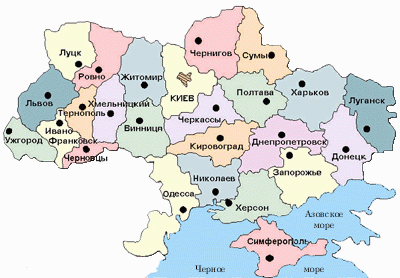 Луцк
Ровно
Житомир
КИЕВ
Чернигов
Сумы
Львов
Тернополь
Хмельницкий
Полтава
Харьков
Луганск
Ужгород
Ивано
Франковск
Винница
Черкассы
Черновцы
Кировоград
Днепропетровск
Донецк
Запорожье
Одесса
Николаев
Херсон
Азовское
море
Симферополь
Черное
море